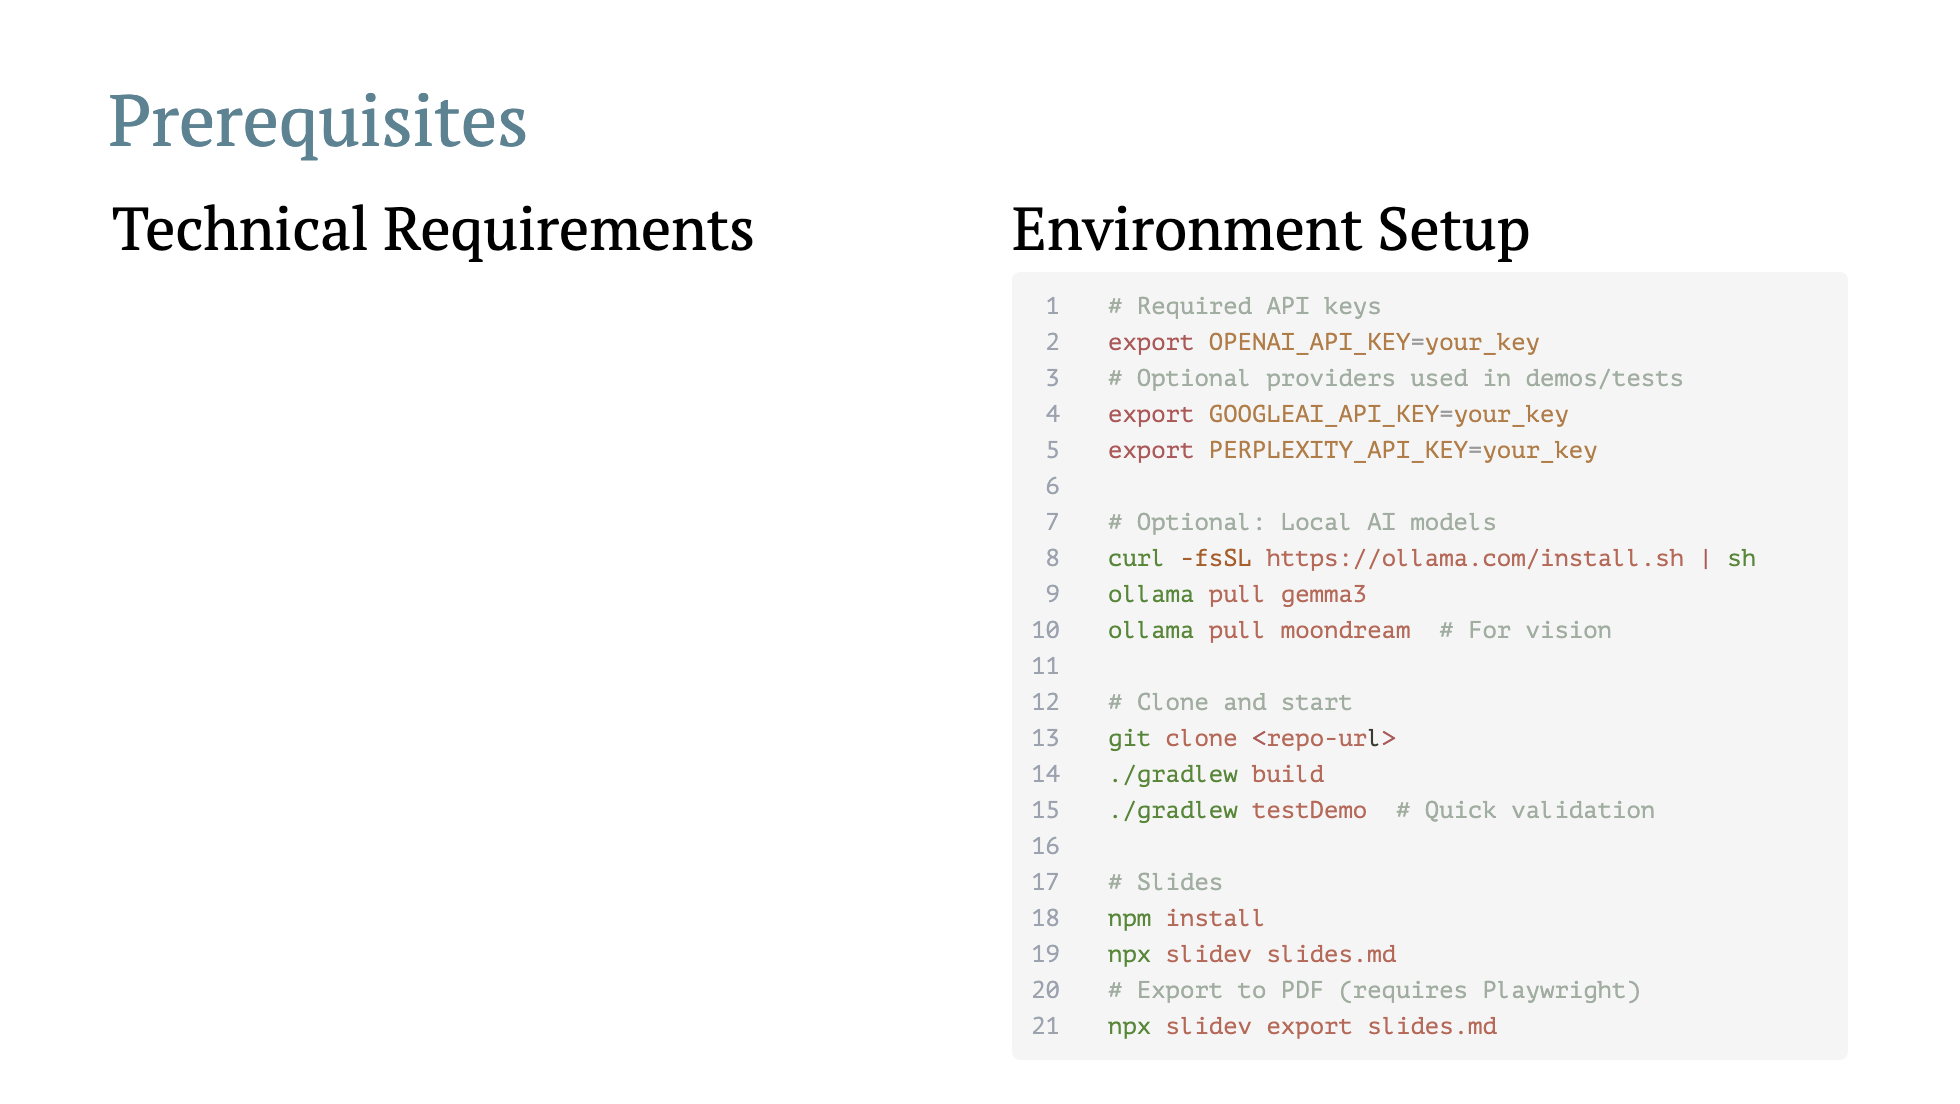 Prerequisites
Technical Requirements
Environment Setup
1 # Required API keys
2 export OPENAI_API_KEY=your_key
3 # Optional providers used in demos/tests
4 export GOOGLEAI_API_KEY=your_key
5 export PERPLEXITY_API_KEY=your_key
6
7 # Optional: Local AI models
8 curl -fsSL https://ollama.com/install.sh | sh
9 ollama pull gemma3
10 ollama pull moondream  # For vision
11
12 # Clone and start
13 git clone <repo-url>
14 ./gradlew build
15 ./gradlew testDemo  # Quick validation
16
17 # Slides
18 npm install
19 npx slidev slides.md
20 # Export to PDF (requires Playwright)
21 npx slidev export slides.md